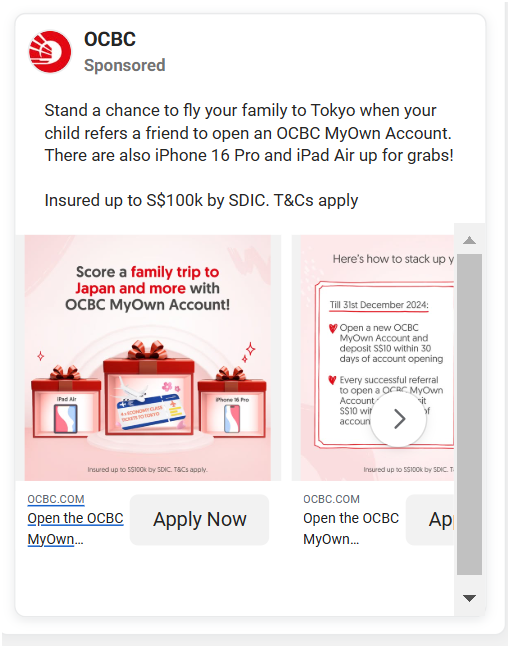 OCBC
Sponsored
Stand a chance to fly your family to Tokyo when your
child refers a friend to open an OCBC MyOwn Account.
There are also iPhone 16 Pro and iPad Air up for grabs!
Insured up to S$100k by SDIC. T&Cs apply
Score a family trip to
Japan and more with
OCBC MyOwn Account!
iPad Air
4 x ECONOMY CLASS
TICKETS TO TOKYO
iPhone 16 Pro
Insured up to S$100k by SDIC. T&Cs apply.
OCBC.COM
Open the OCBC
MyOwn...
Apply Now
Here's how to stack up y
Till 31st December 2024:
Open a new OCBC
MyOwn Account and
deposit S$10 within 30
days of account opening
Every successful referral
to open a OCBC MyOwn
Account
S$10 of
accoun
Insured up to S$100k by SDIC. T
OCBC.COM
Open the OCBC
MyOwn...
Ap